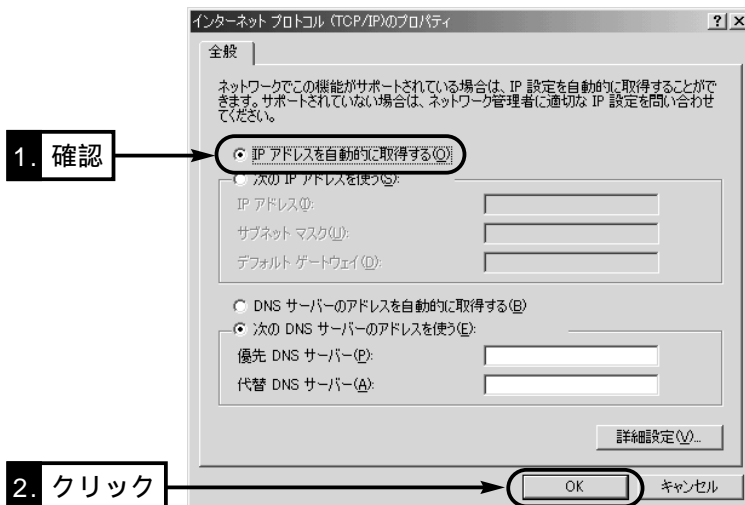 インターネット プロトコル (TCP/IP)のプロパティ
? ×
全般
ネットワークでこの機能がサポートされている場合は、IP 設定を自動的に取得することがで
きます。サポートされていない場合は、ネットワーク管理者に適切な IP 設定を問い合わせ
てください。
1. 確認
IP アドレスを自動的に取得する(O)
次の IP アドレスを使う(S):
IP アドレス(I):
サブネット マスク(U):
デフォルト ゲートウェイ(D):
DNS サーバーのアドレスを自動的に取得する(B)
次の DNS サーバーのアドレスを使う(E):
優先 DNS サーバー(P):
代替 DNS サーバー(A):
詳細設定(V)...
2. クリック
OK
キャンセル